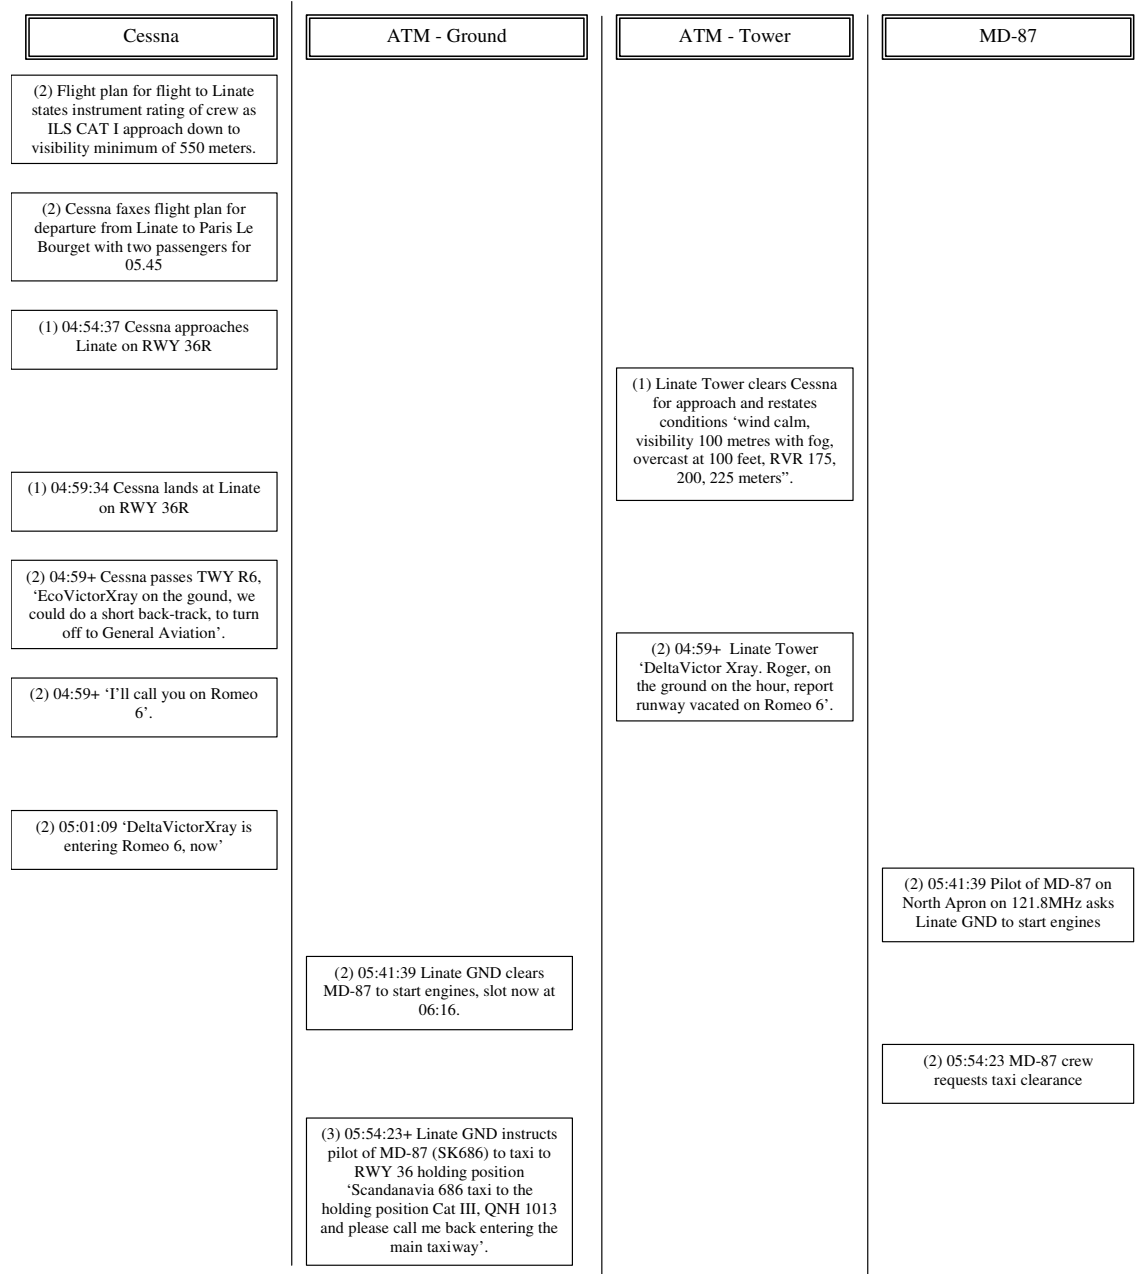 Cessna
ATM - Ground
ATM - Tower
MD-87
(2) Flight plan for flight to Linate
states instrument rating of crew as
ILS CAT I approach down to
visibility minimum of 550 meters.
(2) Cessna faxes flight plan for
departure from Linate to Paris Le
Bourget with two passengers for
05.45
(1) 04:54:37 Cessna approaches
Linate on RWY 36R
(1) Linate Tower clears Cessna
for approach and restates
conditions ‘wind calm,
visibility 100 metres with fog,
overcast at 100 feet, RVR 175,
200, 225 meters”.
(1) 04:59:34 Cessna lands at Linate
on RWY 36R
(2) 04:59+ Cessna passes TWY R6,
‘EcoVictorXray on the gound, we
could do a short back-track, to turn
off to General Aviation’.
(2) 04:59+  Linate Tower
‘DeltaVictor Xray. Roger, on
the ground on the hour, report
runway vacated on Romeo 6’.
(2) 04:59+ ‘I’ll call you on Romeo
6’.
(2) 05:01:09 ‘DeltaVictorXray is
entering Romeo 6, now’
(2) 05:41:39 Pilot of MD-87 on
North Apron on 121.8MHz asks
Linate GND to start engines
(2) 05:41:39 Linate GND clears
MD-87 to start engines, slot now at
06:16.
(2) 05:54:23 MD-87 crew
requests taxi clearance
(3) 05:54:23+ Linate GND instructs
pilot of MD-87 (SK686) to taxi to
RWY 36 holding position
‘Scandanavia 686 taxi to the
holding position Cat III, QNH 1013
and please call me back entering the
main taxiway’.